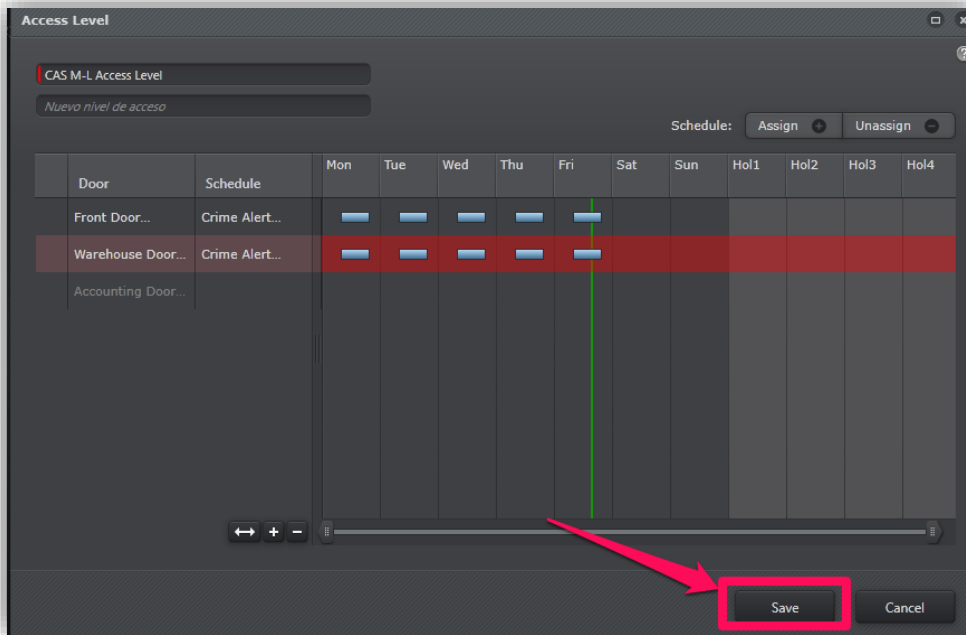 Access Level
CAS M-L Access Level
Nuevo nivel de acceso
Schedule: Assign Unassign
Door Schedule Mon Tue Wed Thu Fri Sat Sun Hol1 Hol2 Hol3 Hol4
Front Door... Crime Alert...
Warehouse Door... Crime Alert...
Accounting Door...
Save Cancel